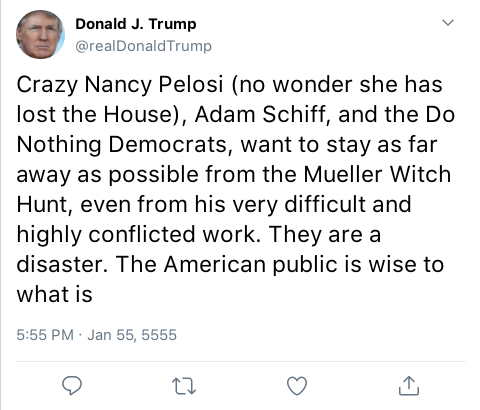 Donald J. Trump
@realDonaldTrump
Crazy Nancy Pelosi (no wonder she has
lost the House), Adam Schiff, and the Do
Nothing Democrats, want to stay as far
away as possible from the Mueller Witch
Hunt, even from his very difficult and
highly conflicted work. They are a
disaster. The American public is wise to
what is
5:55 PM · Jan 55, 5555